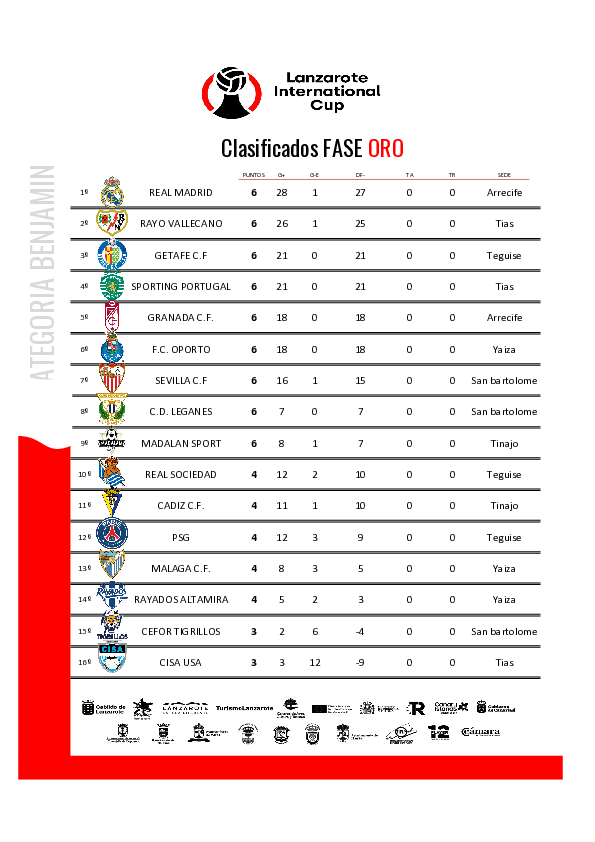 Lanzarote
International
Cup
Clasificados FASE ORO
PUNTOS G+ G-E DF- TA TR SEDE
1º REAL MADRID 6 28 1 27 0 0 Arrecife
2º RAYO VALLECANO 6 26 1 25 0 0 Tias
3º GETAFE C.F 6 21 0 21 0 0 Teguise
4º SPORTING PORTUGAL 6 21 0 21 0 0 Tias
5º GRANADA C.F. 6 18 0 18 0 0 Arrecife
6º F.C. OPORTO 6 18 0 18 0 0 Yaiza
7º SEVILLA C.F 6 16 1 15 0 0 San bartolome
8º C.D. LEGANES 6 7 0 7 0 0 San bartolome
9º MADALAN SPORT 6 8 1 7 0 0 Tinajo
10º REAL SOCIEDAD 4 12 2 10 0 0 Teguise
11º CADIZ C.F. 4 11 1 10 0 0 Tinajo
12º PSG 4 12 3 9 0 0 Teguise
13º MALAGA C.F. 4 8 3 5 0 0 Yaiza
14º RAYADOS ALTAMIRA 4 5 2 3 0 0 Yaiza
15º CEFOR TIGRILLOS 3 2 6 -4 0 0 San bartolome
16º CISA USA 3 3 12 -9 0 0 Tias
ATEGORIA BENJAMIN
CISA
Cabildo de
Lanzarote
LANZAROTE
TurismoLanzarote
Canary
Islands
Cámara